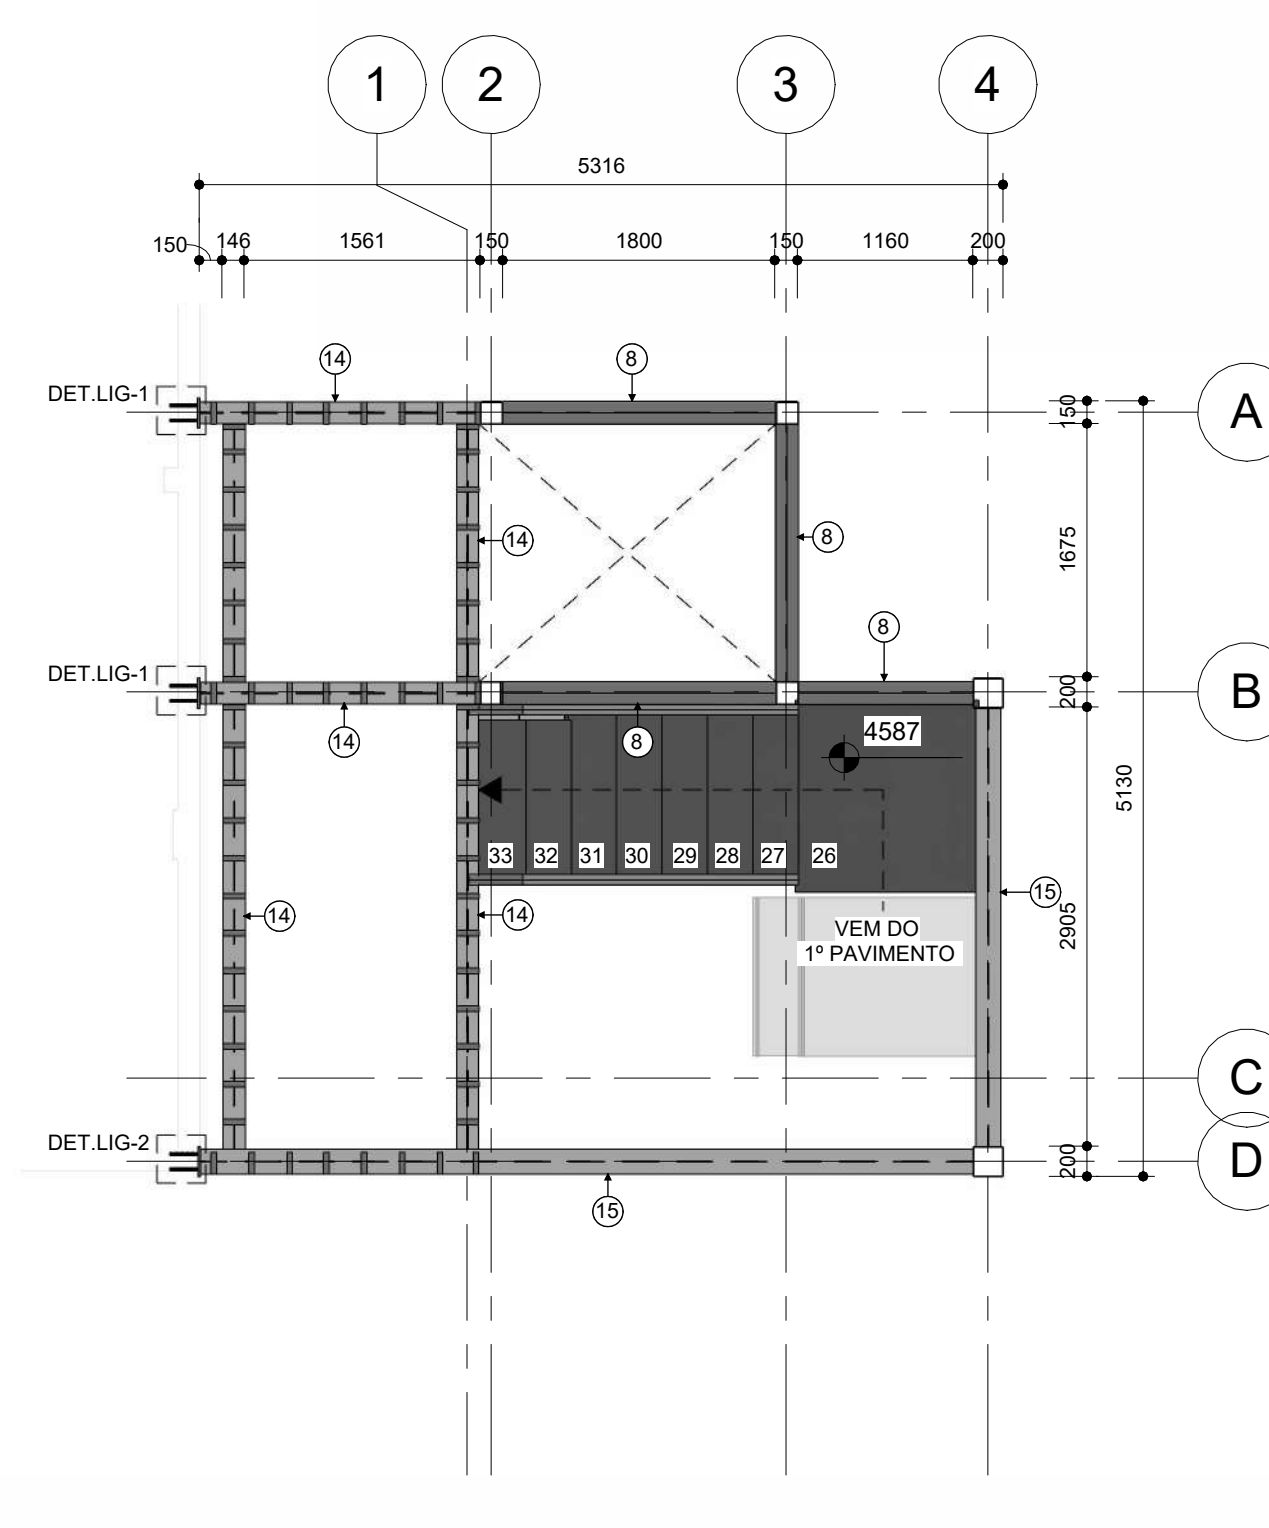 1 2 3 4
5316
150 146 1561 150 1800 150 1160 200
14 8
DET.LIG-1
A
150
14 8
1675
8
DET.LIG-1
B
200
14 8
4587
5130
33 32 31 30 29 28 27 26
14 14 15
2905
VEM DO
1º PAVIMENTO
C
DET.LIG-2
D
200
15